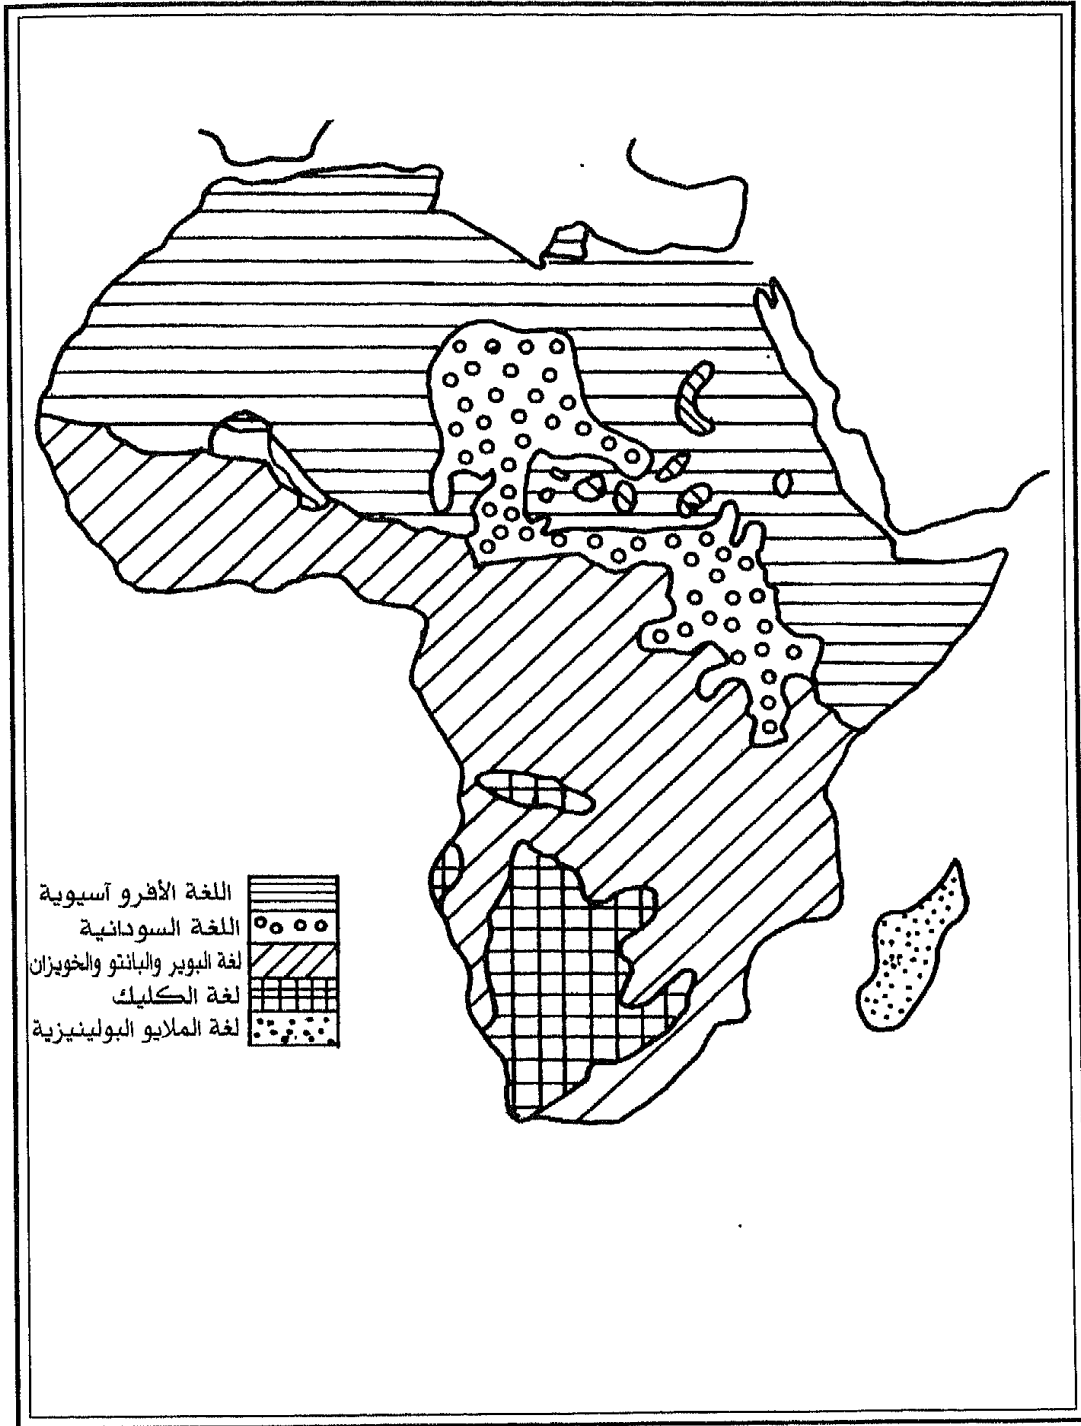 اللغة الأفرو آسيوية
اللغة السودانية
لغة البوير والبانتو والخويزان
لغة الكليك
لغة الملايو البولينيزية